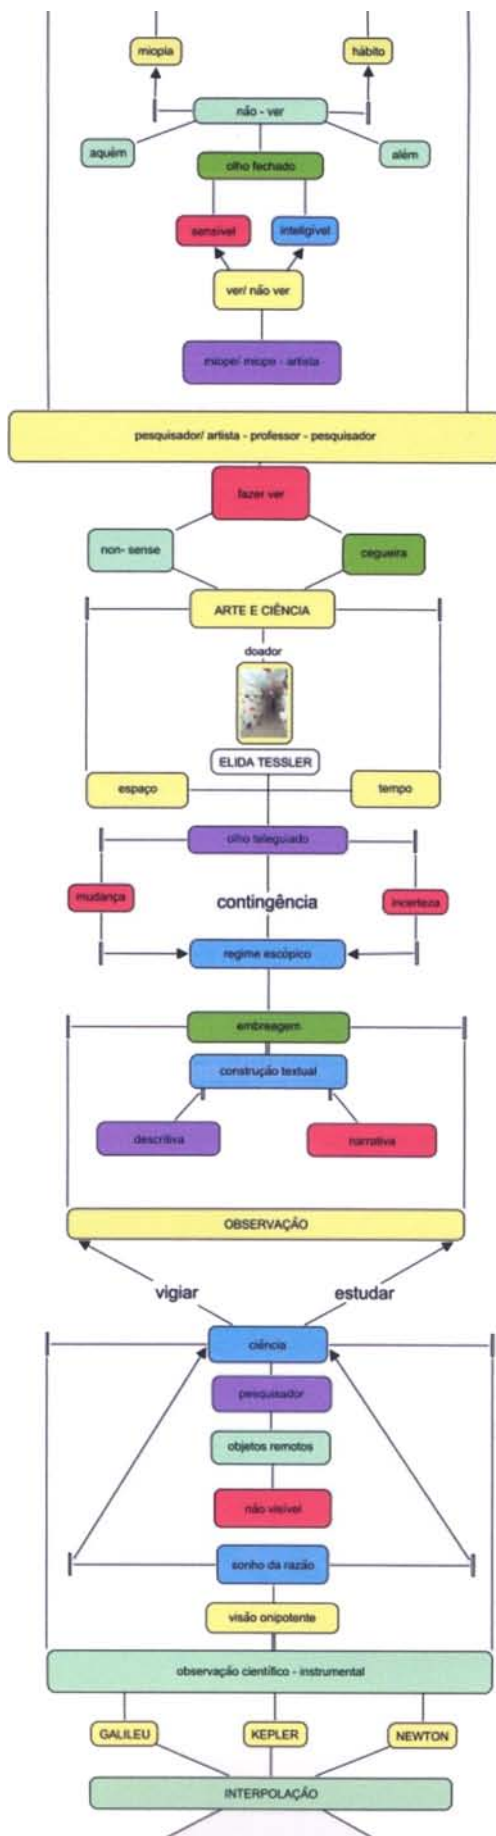 miopia
hábito
não - ver
aquém
além
olho fechado
sensível
inteligível
ver/ não ver
míope/ míope - artista
pesquisador/ artista - professor - pesquisador
fazer ver
non- sense
cegueira
ARTE E CIÊNCIA
doador
ELIDA TESSLER
espaço
tempo
olho teleguiado
mudança
contingência
incerteza
regime escópico
embreagem
construção textual
descritiva
narrativa
OBSERVAÇÃO
vigiar
estudar
ciência
pesquisador
objetos remotos
não visível
sonho da razão
visão onipotente
observação científico - instrumental
GALILEU
KEPLER
NEWTON
INTERPOLAÇÃO